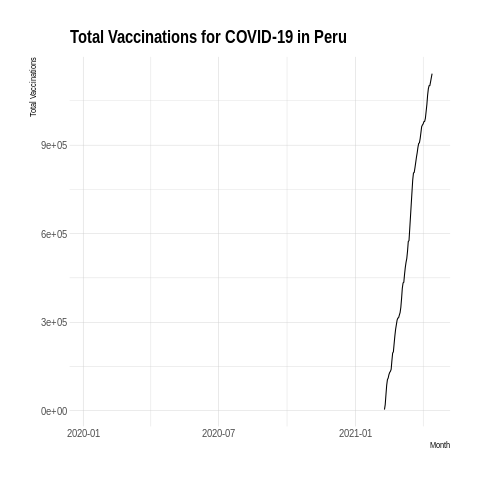 Total Vaccinations for COVID-19 in Peru
Total Vaccinations
9e+05
6e+05
3e+05
0e+00
2020-01
2020-07
2021-01
Month